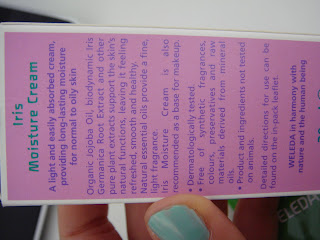 Iris
Moisture Cream
A light and easily absorbed cream,
providing long-lasting moisture
for normal to oily skin
Organic Jojoba Oil, biodynamic Iris
Germanica Root Extract and other
pure plant extracts support the skin's
natural functions, leaving it feeling
refreshed, smooth and healthy.
Natural essential oils provide a fine,
light fragrance.
Iris Moisture Cream is also
recommended as a base for makeup.
• Dermatologically tested.
• Free of synthetic fragrances,
colours, preservatives and raw
materials derived from mineral
oils.
• Product and ingredients not tested
on animals.
Detailed directions for use can be
found on the in-pack leaflet.
WELEDA in harmony with
nature and the human being
WELEDA